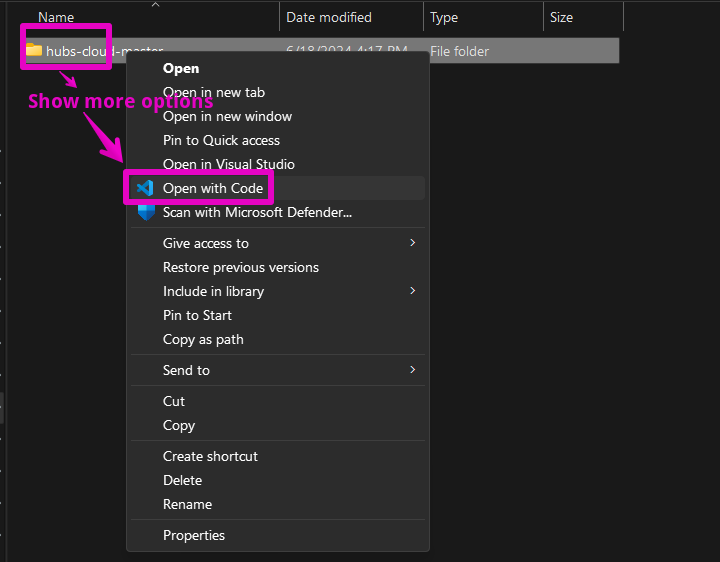 Name Date modified Type Size
hubs-cloud-master 6/18/2024 4:17 PM File folder
Show more options
Open
Open in new tab
Open in new window
Pin to Quick access
Open in Visual Studio
Open with Code
Scan with Microsoft Defender...
Give access to
Restore previous versions
Include in library
Pin to Start
Copy as path
Send to
Cut
Copy
Create shortcut
Delete
Rename
Properties